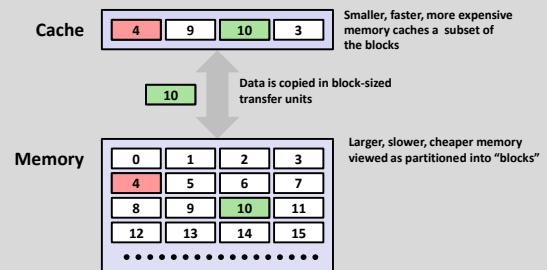 Cache
4 9 10 3
Smaller, faster, more expensive
memory caches a subset of
the blocks
10
Data is copied in block-sized
transfer units
Memory
Larger, slower, cheaper memory
viewed as partitioned into “blocks”
0 1 2 3
4 5 6 7
8 9 10 11
12 13 14 15